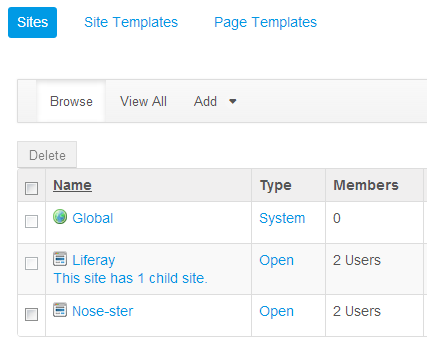 Sites Site Templates Page Templates
Browse View All Add
Delete
Name Type Members
Global System 0
Liferay Open 2 Users
This site has 1 child site.
Nose-ster Open 2 Users